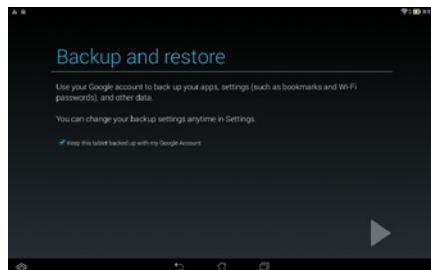 Backup and restore
Use your Google account to back up your apps, settings (such as bookmarks and Wi-Fi
passwords), and other data.
You can change your backup settings anytime in Settings.
Keep this tablet backed up with my Google Account